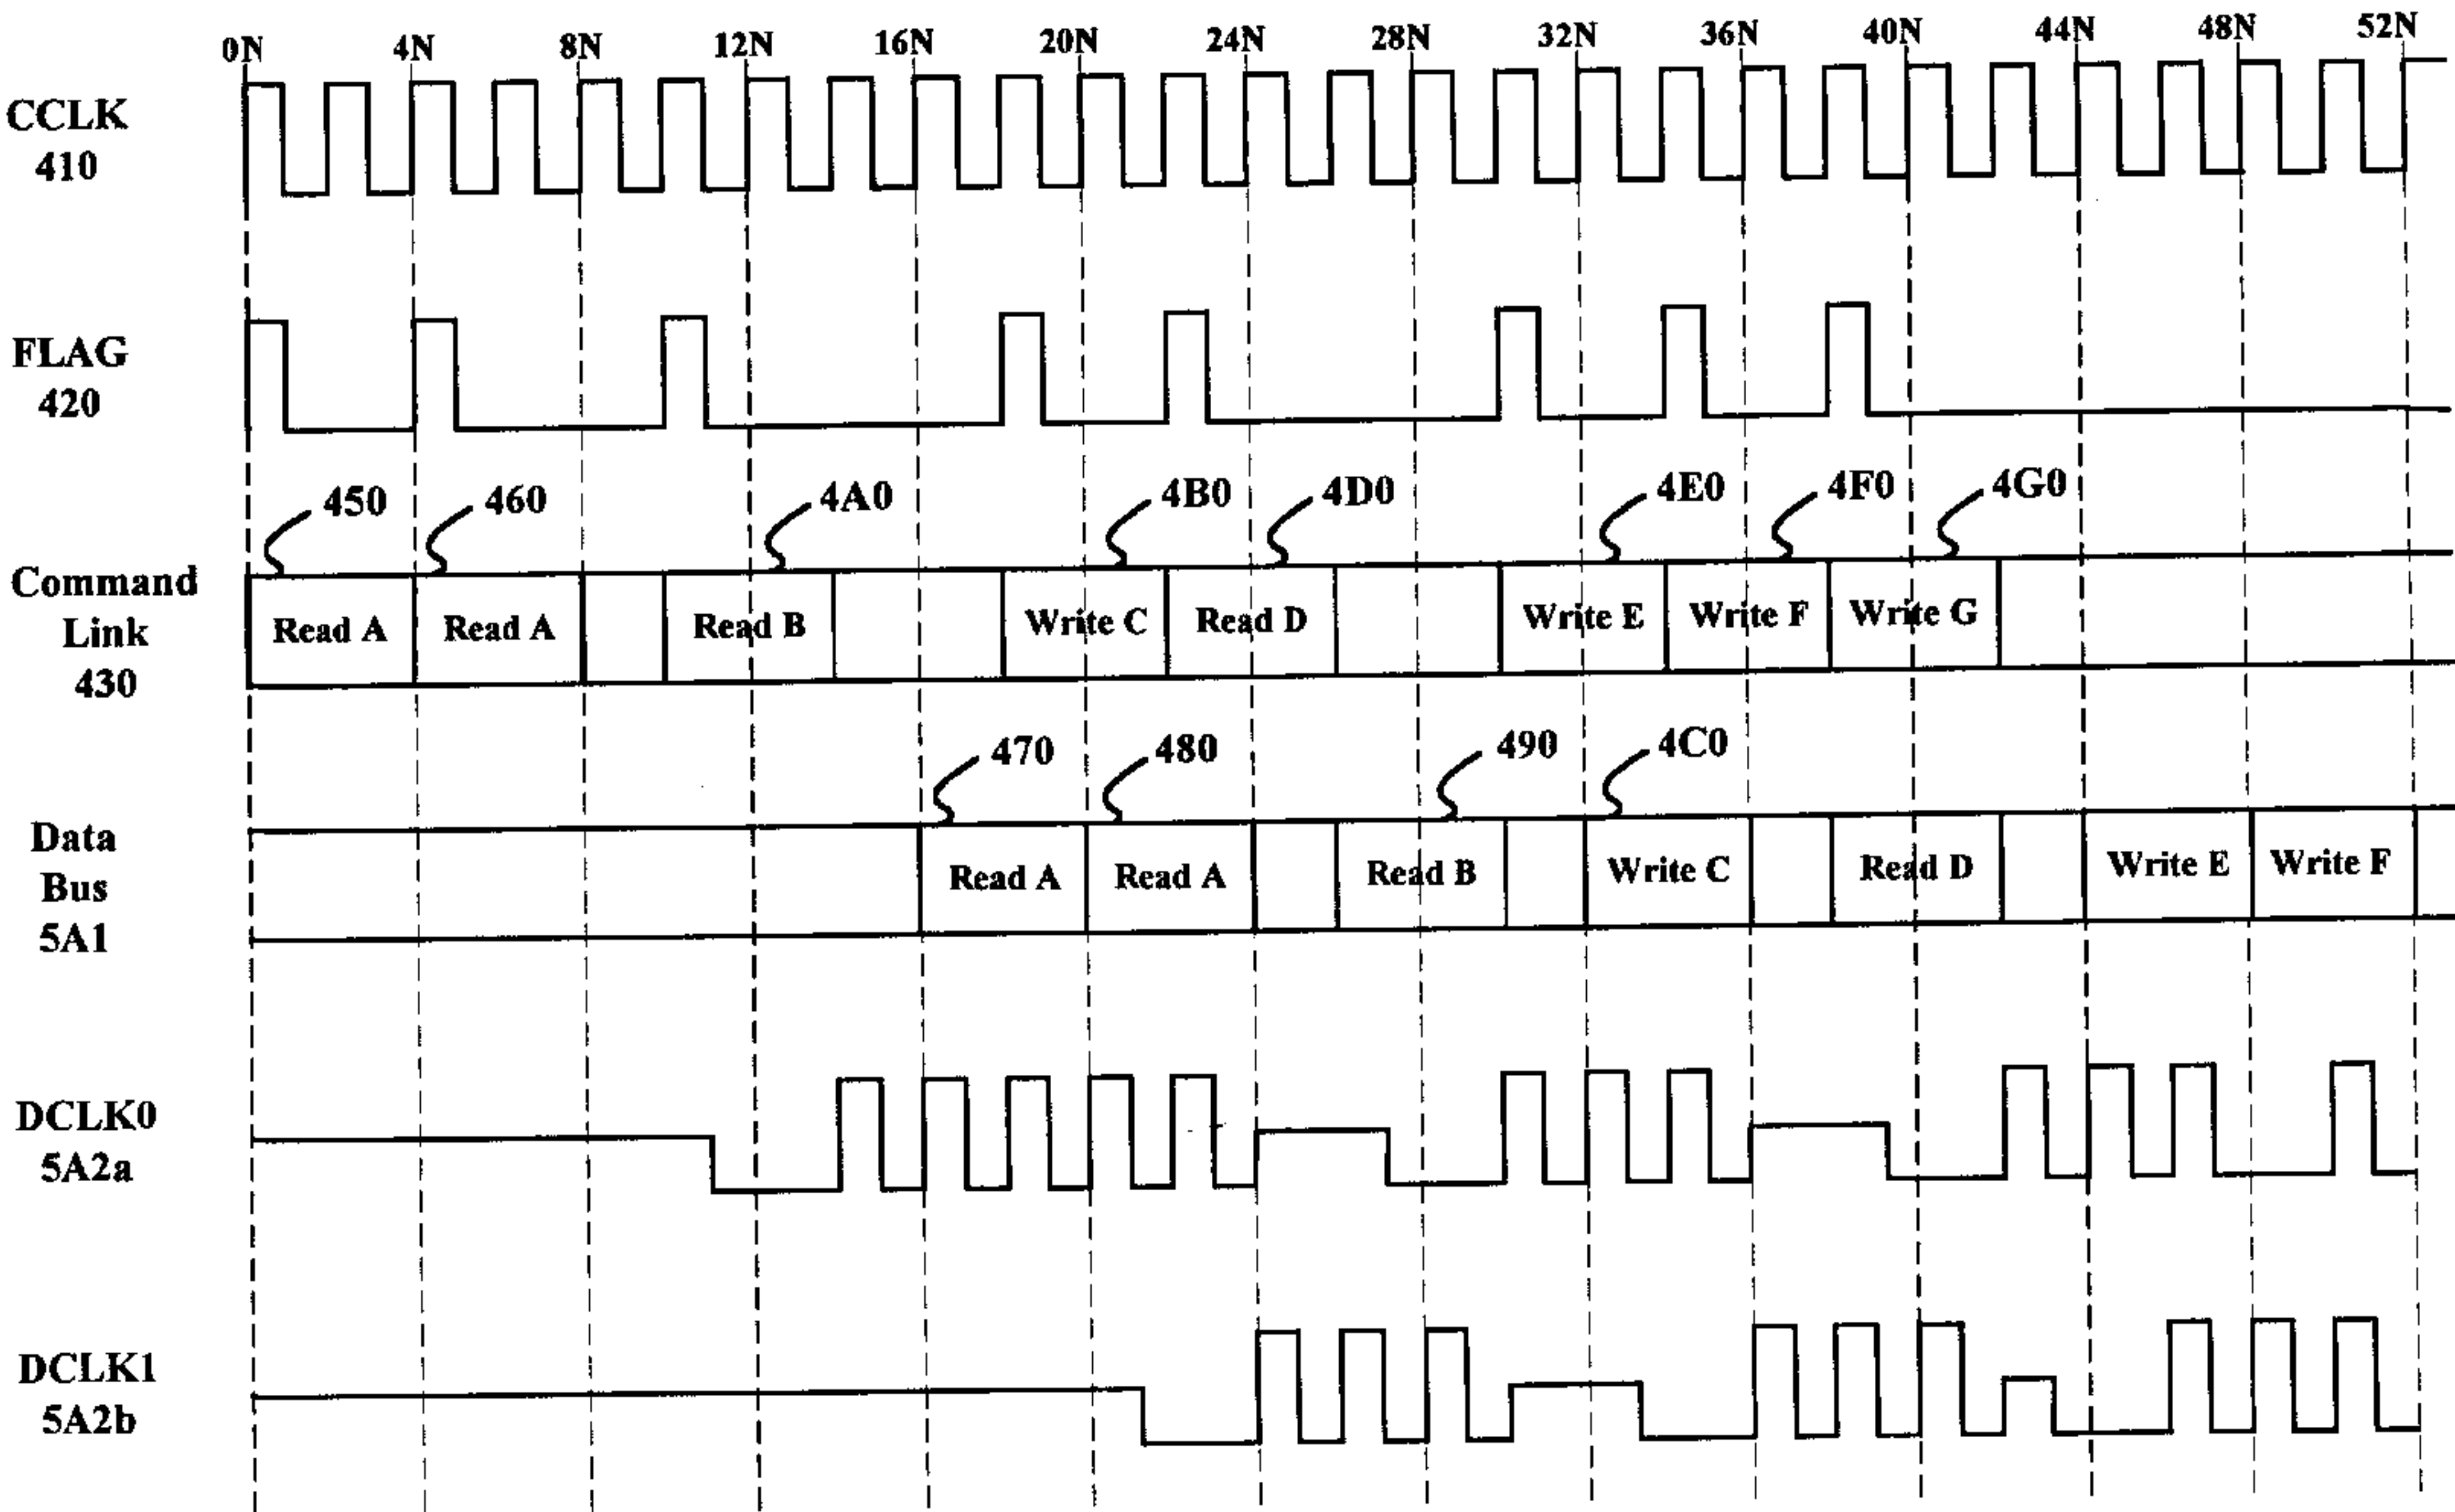 0N 4N 8N 12N 16N 20N 24N 28N 32N 36N 40N 44N 48N 52N
CCLK
410
FLAG
420
450 460 4A0 4B0 4D0 4E0 4F0 4G0
Command
Link
430
Read A Read A Read B Write C Read D Write E Write F Write G
470 480 490 4C0
Data
Bus
5A1
Read A Read A Read B Write C Read D Write E Write F
DCLK0
5A2a
DCLK1
5A2b